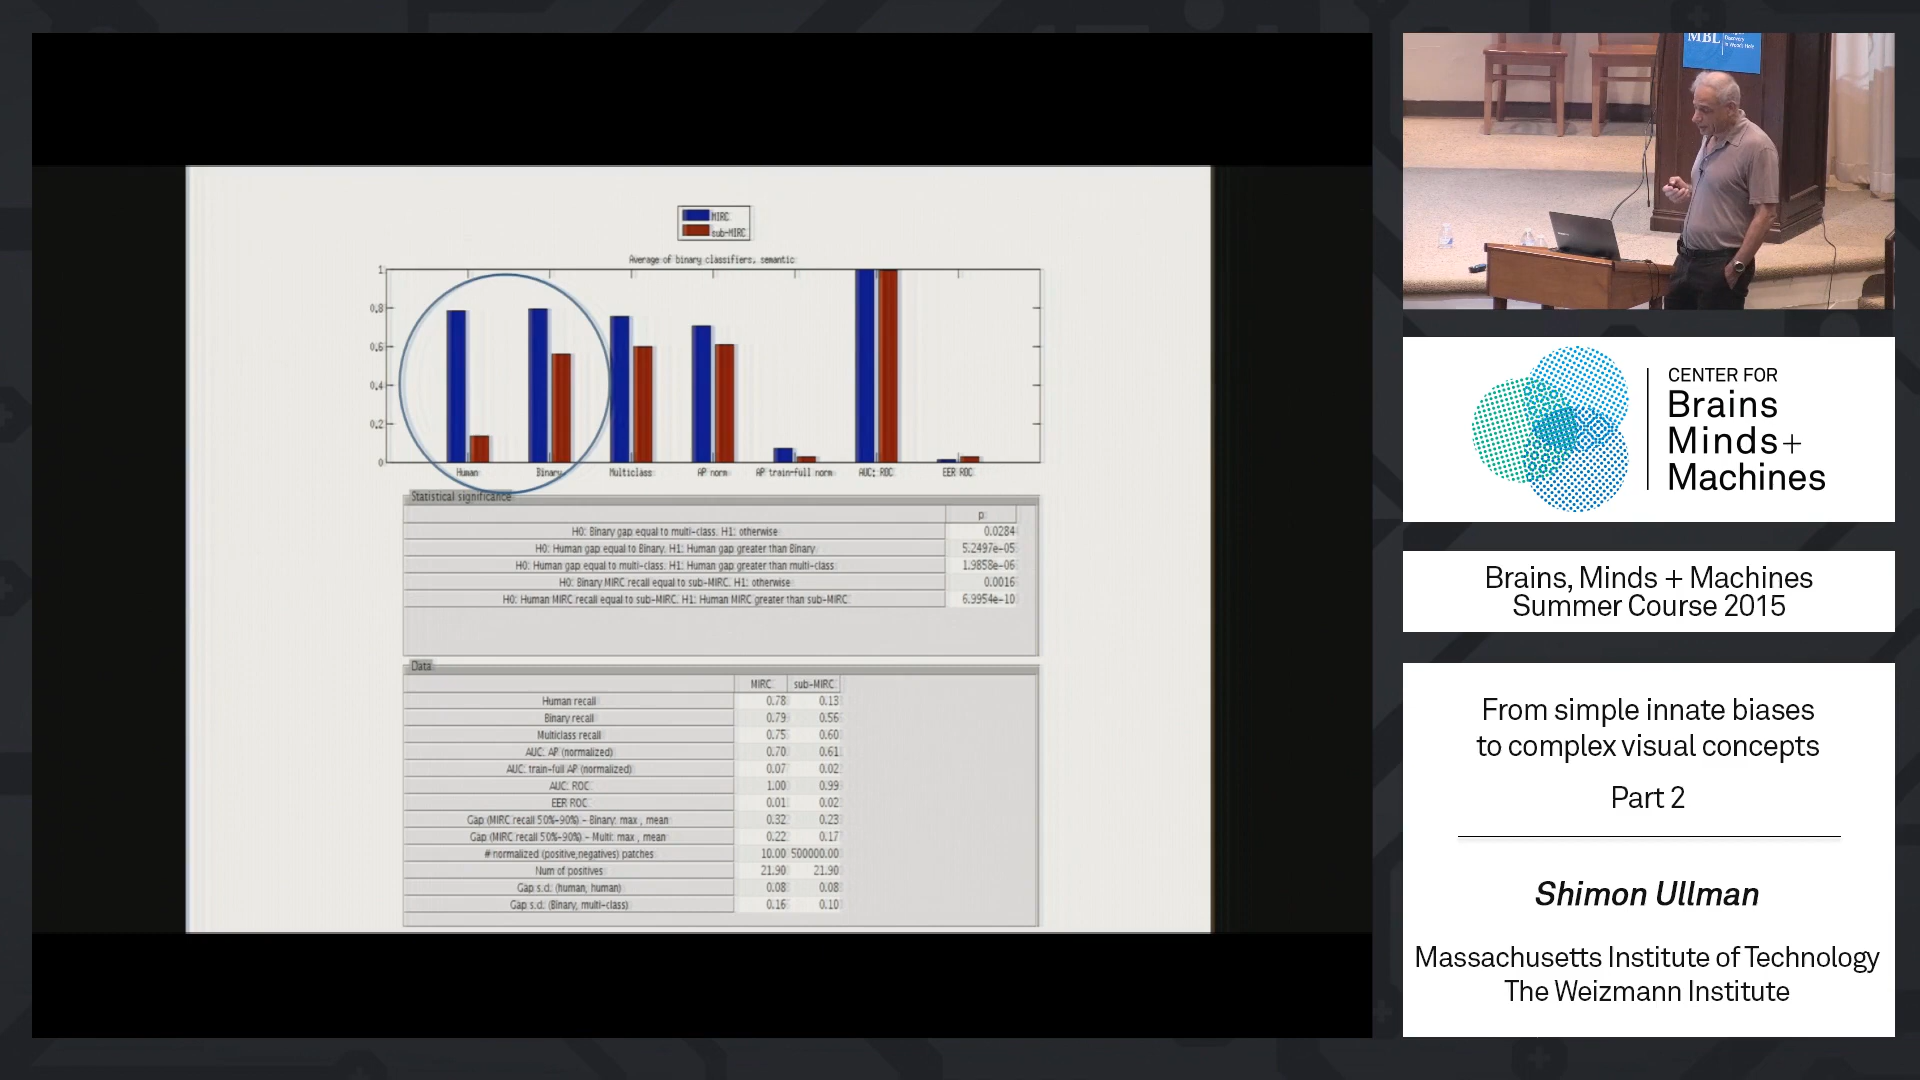 MIRC
sub-MIRC
Average of binary classifiers, semantic
1
0.8
0.6
0.4
0.2
0
Human Binary Multiclass AP norm AP train-full norm AUC: ROC EER ROC
Statistical significance
p
H0: Binary gap equal to multi-class. H1: otherwise 0.0284
H0: Human gap equal to Binary. H1: Human gap greater than Binary 5.2497e-05
H0: Human gap equal to multi-class. H1: Human gap greater than multi-class 1.9858e-06
H0: Binary MIRC recall equal to sub-MIRC. H1: otherwise 0.0016
H0: Human MIRC recall equal to sub-MIRC. H1: Human MIRC greater than sub-MIRC 6.9954e-10
Data
MIRC sub-MIRC
Human recall 0.78 0.13
Binary recall 0.79 0.56
Multiclass recall 0.75 0.60
AUC: AP (normalized) 0.70 0.61
AUC: train-full AP (normalized) 0.07 0.02
AUC: ROC 1.00 0.99
EER ROC 0.01 0.02
Gap (MIRC recall 50%-90%) - Binary: max , mean 0.32 0.23
Gap (MIRC recall 50%-90%) - Multi: max , mean 0.22 0.17
# normalized (positive,negatives) patches 10.00 500000.00
Num of positives 21.90 21.90
Gap s.d. (human, human) 0.08 0.08
Gap s.d. (Binary, multi-class) 0.16 0.10
MBL
CENTER FOR
Brains
Minds+
Machines
Brains, Minds + Machines
Summer Course 2015
From simple innate biases
to complex visual concepts
Part 2
Shimon Ullman
Massachusetts Institute of Technology
The Weizmann Institute